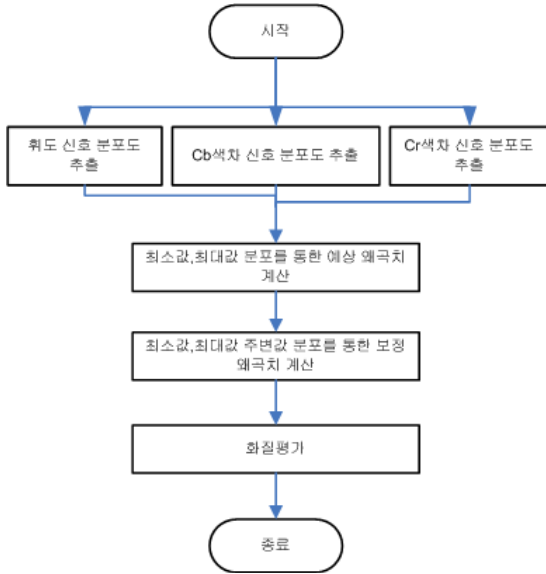 시작
휘도 신호 분포도
추출
Cb색차 신호 분포도 추출
Cr색차 신호 분포도
추출
최소값,최대값 분포를 통한 예상 왜곡치
계산
최소값,최대값 주변값 분포를 통한 보정
왜곡치 계산
화질평가
종료